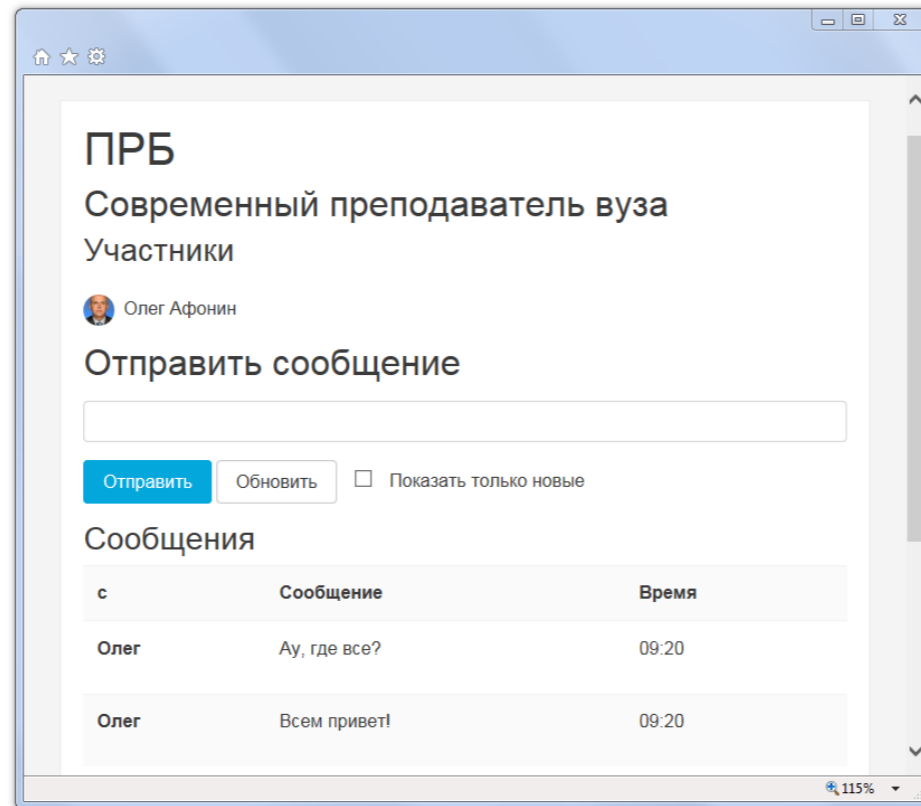 ПРБ
Современный преподаватель вуза
Участники
Олег Афонин
Отправить сообщение
Отправить Обновить Показать только новые
Сообщения
с Сообщение Время
Олег Ау, где все? 09:20
Олег Всем привет! 09:20
115%